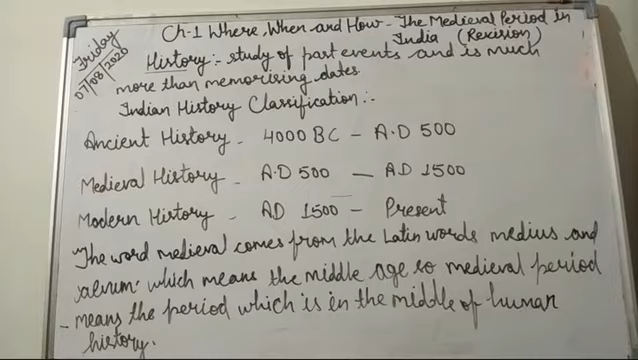 Friday
07/08/2020
Ch-1 Where, When and How - The Medieval Period in
India (Revision)
History:- study of past events and is much
more than memorising dates.
Indian History Classification:-
Ancient History - 4000 BC - A.D 500
Medieval History - A.D 500 - AD 1500
Modern History - AD 1500 - Present
The word medieval comes from the Latin words medius and
aevum which means the middle age so medieval period
- means the period which is in the middle of human
history.